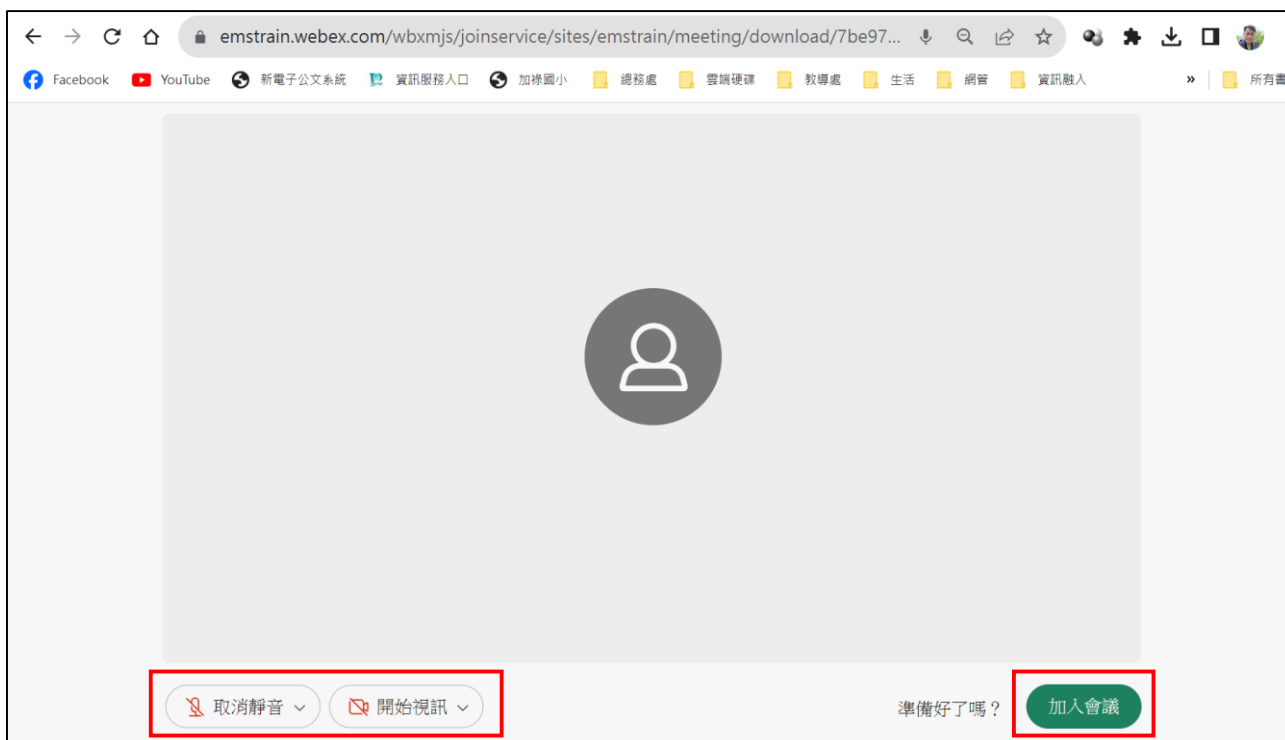 emstrain.webex.com/wbxmjs/joinservice/sites/emstrain/meeting/download/7be97...
Facebook YouTube 新電子公文系統 資訊服務入口 加祿國小 總務處 雲端硬碟 教導處 生活 網管 資訊融人 » 所有書
取消靜音 開始視訊 準備好了嗎？ 加入會議